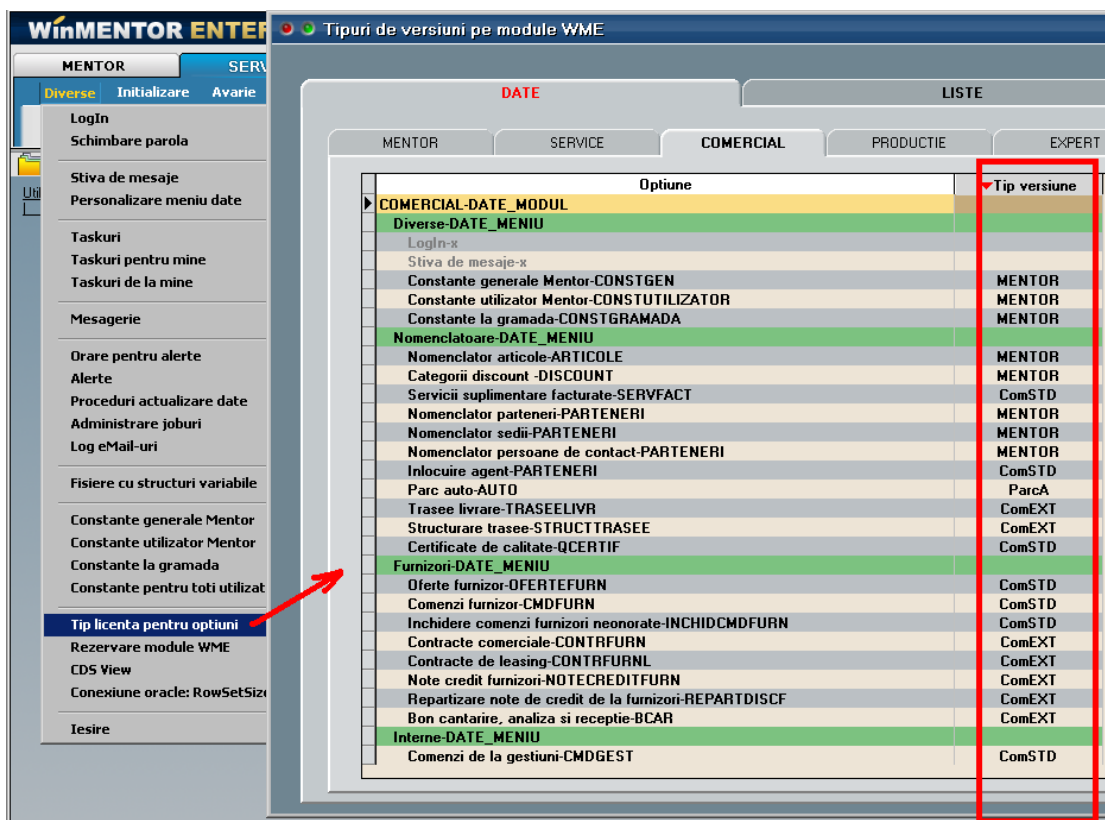 WinMENTOR ENTER
MENTOR
SERV
Diverse Initializare Avarie
LogIn
Schimbare parola
Stiva de mesaje
Personalizare meniu date
Taskuri
Taskuri pentru mine
Taskuri de la mine
Mesagerie
Orare pentru alerte
Alerte
Proceduri actualizare date
Administrare joburi
Log eMail-uri
Fisiere cu structuri variabile
Constante generale Mentor
Constante utilizator Mentor
Constante la gramada
Constante pentru toti utilizat
Tip licenta pentru optiuni
Rezervare module WME
CDS View
Conexiune oracle: RowSetSize
Iesire
Util
Tipuri de versiuni pe module WME
DATE LISTE
MENTOR SERVICE COMERCIAL PRODUCTIE EXPERT
Optiune Tip versiune
COMERCIAL-DATE_MODUL
Diverse-DATE_MENIU
LogIn-x
Stiva de mesaje-x
Constante generale Mentor-CONSTGEN MENTOR
Constante utilizator Mentor-CONSTUTILIZATOR MENTOR
Constante la gramada-CONSTGRAMADA MENTOR
Nomenclatoare-DATE_MENIU
Nomenclator articole-ARTICOLE MENTOR
Categorii discount -DISCOUNT MENTOR
Servicii suplimentare facturate-SERVFACT ComSTD
Nomenclator parteneri-PARTENERI MENTOR
Nomenclator sedii-PARTENERI MENTOR
Nomenclator persoane de contact-PARTENERI MENTOR
Inlocuire agent-PARTENERI ComSTD
Parc auto-AUTO ParcA
Trasee livrare-TRASEELIVR ComEXT
Structurare trasee-STRUCTTRASEE ComEXT
Certificate de calitate-QCERTIF ComSTD
Furnizori-DATE_MENIU
Oferte furnizor-OFERTEFURN ComSTD
Comenzi furnizor-CMDFURN ComSTD
Inchidere comenzi furnizori neonorate-INCHIDCMDFURN ComSTD
Contracte comerciale-CONTRFURN ComEXT
Contracte de leasing-CONTRFURNL ComEXT
Note credit furnizori-NOTECREDITFURN ComEXT
Repartizare note de credit de la furnizori-REPARTDISCF ComEXT
Bon cantarire, analiza si receptie-BCAR ComEXT
Interne-DATE_MENIU
Comenzi de la gestiuni-CMDGEST ComSTD